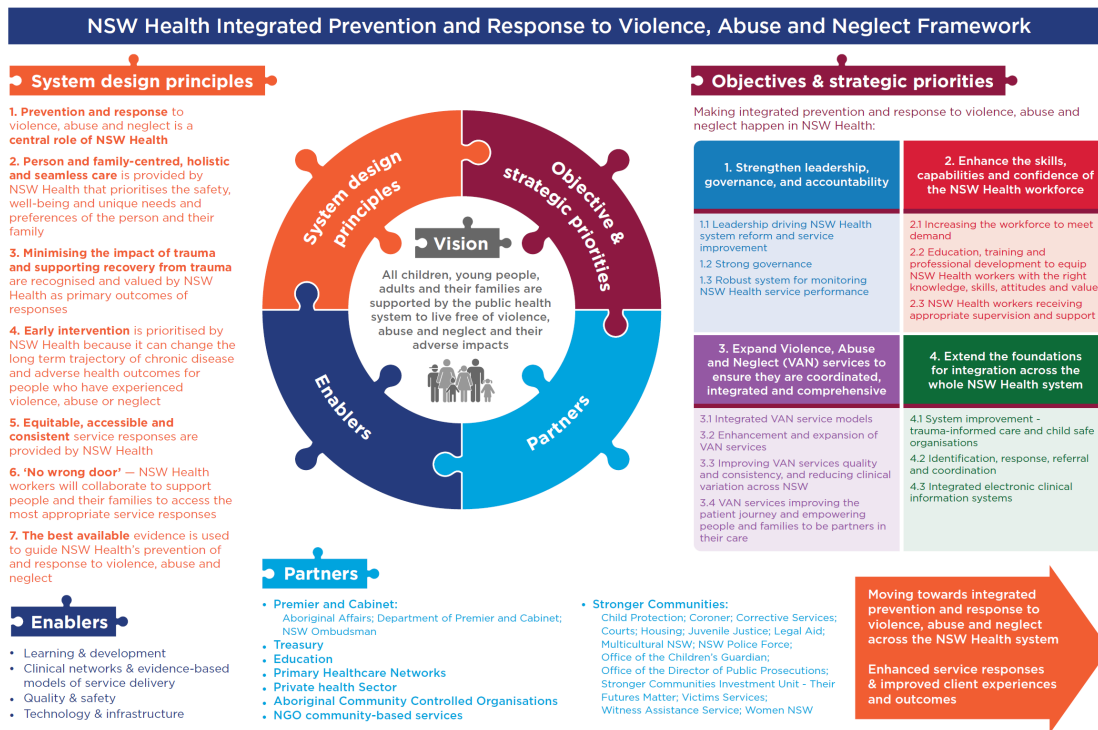 NSW Health Integrated Prevention and Response to Violence, Abuse and Neglect Framework
System design principles
1. Prevention and response to
violence, abuse and neglect is a
central role of NSW Health
2. Person and family-centred, holistic
and seamless care is provided by
NSW Health that prioritises the safety,
well-being and unique needs and
preferences of the person and their
family
3. Minimising the impact of trauma
and supporting recovery from trauma
are recognised and valued by NSW
Health as primary outcomes of
responses
4. Early intervention is prioritised by
NSW Health because it can change the
long term trajectory of chronic disease
and adverse health outcomes for
people who have experienced
violence, abuse or neglect
5. Equitable, accessible and
consistent service responses are
provided by NSW Health
6. ‘No wrong door’ — NSW Health
workers will collaborate to support
people and their families to access the
most appropriate service responses
7. The best available evidence is used
to guide NSW Health’s prevention of
and response to violence, abuse and
neglect
Enablers
• Learning & development
• Clinical networks & evidence-based
models of service delivery
• Quality & safety
• Technology & infrastructure
System design
principles
Objective &
strategic priorities
Enablers
Partners
Vision
All children, young people,
adults and their families are
supported by the public health
system to live free of violence,
abuse and neglect and their
adverse impacts
Objectives & strategic priorities
Making integrated prevention and response to violence, abuse and
neglect happen in NSW Health:
1. Strengthen leadership,
governance, and accountability
1.1 Leadership driving NSW Health
system reform and service
improvement
1.2 Strong governance
1.3 Robust system for monitoring
NSW Health service performance
2. Enhance the skills,
capabilities and confidence of
the NSW Health workforce
2.1 Increasing the workforce to meet
demand
2.2 Education, training and
professional development to equip
NSW Health workers with the right
knowledge, skills, attitudes and value
2.3 NSW Health workers receiving
appropriate supervision and support
3. Expand Violence, Abuse
and Neglect (VAN) services to
ensure they are coordinated,
integrated and comprehensive
3.1 Integrated VAN service models
3.2 Enhancement and expansion of
VAN services
3.3 Improving VAN services quality
and consistency, and reducing clinical
variation across NSW
3.4 VAN services improving the
patient journey and empowering
people and families to be partners in
their care
4. Extend the foundations
for integration across the
whole NSW Health system
4.1 System improvement -
trauma-informed care and child safe
organisations
4.2 Identification, response, referral
and coordination
4.3 Integrated electronic clinical
information systems
Partners
• Premier and Cabinet:
Aboriginal Affairs; Department of Premier and Cabinet;
NSW Ombudsman
• Treasury
• Education
• Primary Healthcare Networks
• Private health Sector
• Aboriginal Community Controlled Organisations
• NGO community-based services
• Stronger Communities:
Child Protection; Coroner; Corrective Services;
Courts; Housing; Juvenile Justice; Legal Aid;
Multicultural NSW; NSW Police Force;
Office of the Children’s Guardian;
Office of the Director of Public Prosecutions;
Stronger Communities Investment Unit - Their
Futures Matter; Victims Services;
Witness Assistance Service; Women NSW
Moving towards integrated
prevention and response to
violence, abuse and neglect
across the NSW Health system
Enhanced service responses
& improved client experiences
and outcomes